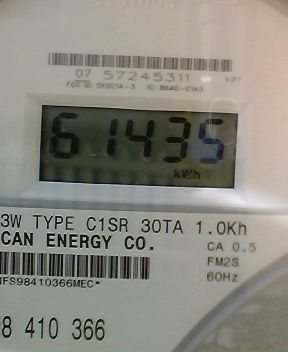 07 57245311
61435
kWh
3W TYPE C1SR 30TA 1.0Kh
CAN ENERGY CO.
CA 0.5
FM2S
60Hz
IFS98410366MEC*
8 410 366